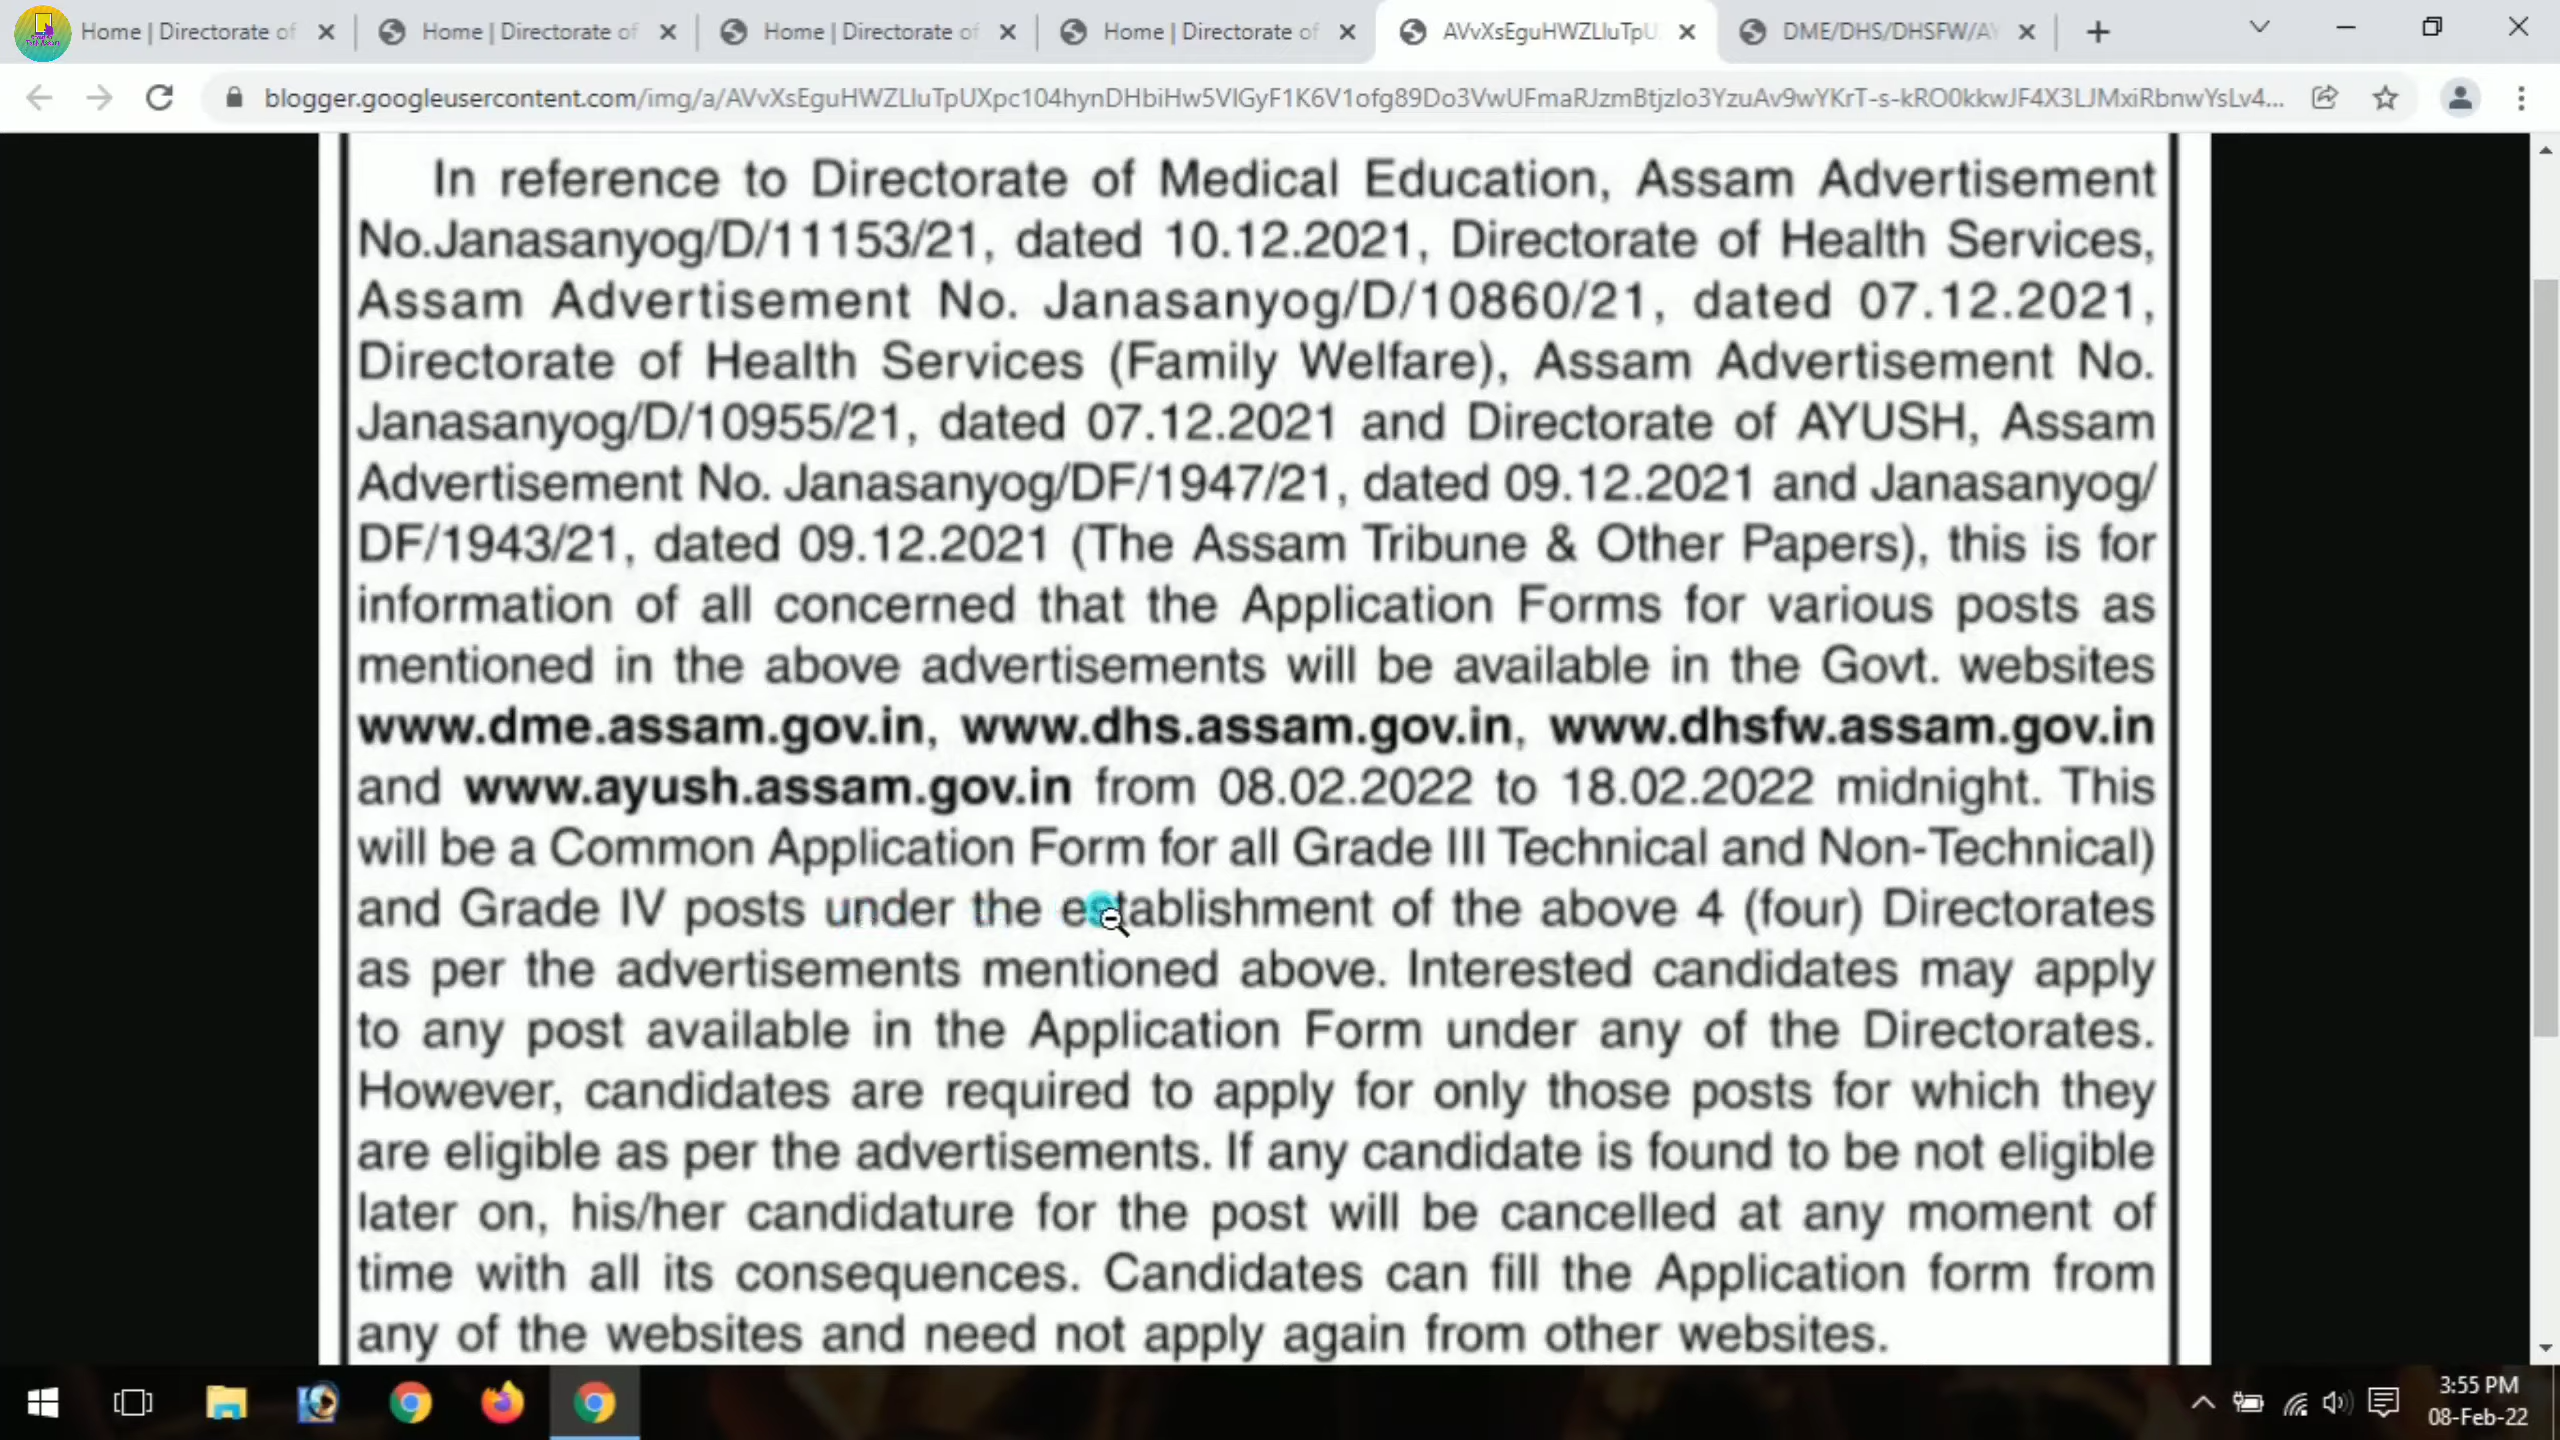 Home | Directorate of
Home | Directorate of
Home | Directorate of
Home | Directorate of
AVvXsEguHWZLluTpU
DME/DHS/DHSFW/AY
blogger.googleusercontent.com/img/a/AVvXsEguHWZLluTpUXpc104hynDHbiHw5VlGyF1K6V1ofg89Do3VwUFmaRJzmBtjzlo3YzuAv9wYKrT-s-kRO0kkwJF4X3LJMxiRbnwYsLv4...
In reference to Directorate of Medical Education, Assam Advertisement
No.Janasanyog/D/11153/21, dated 10.12.2021, Directorate of Health Services,
Assam Advertisement No. Janasanyog/D/10860/21, dated 07.12.2021,
Directorate of Health Services (Family Welfare), Assam Advertisement No.
Janasanyog/D/10955/21, dated 07.12.2021 and Directorate of AYUSH, Assam
Advertisement No. Janasanyog/DF/1947/21, dated 09.12.2021 and Janasanyog/
DF/1943/21, dated 09.12.2021 (The Assam Tribune & Other Papers), this is for
information of all concerned that the Application Forms for various posts as
mentioned in the above advertisements will be available in the Govt. websites
www.dme.assam.gov.in, www.dhs.assam.gov.in, www.dhsfw.assam.gov.in
and www.ayush.assam.gov.in from 08.02.2022 to 18.02.2022 midnight. This
will be a Common Application Form for all Grade III Technical and Non-Technical)
and Grade IV posts under the establishment of the above 4 (four) Directorates
as per the advertisements mentioned above. Interested candidates may apply
to any post available in the Application Form under any of the Directorates.
However, candidates are required to apply for only those posts for which they
are eligible as per the advertisements. If any candidate is found to be not eligible
later on, his/her candidature for the post will be cancelled at any moment of
time with all its consequences. Candidates can fill the Application form from
any of the websites and need not apply again from other websites.
3:55 PM
08-Feb-22